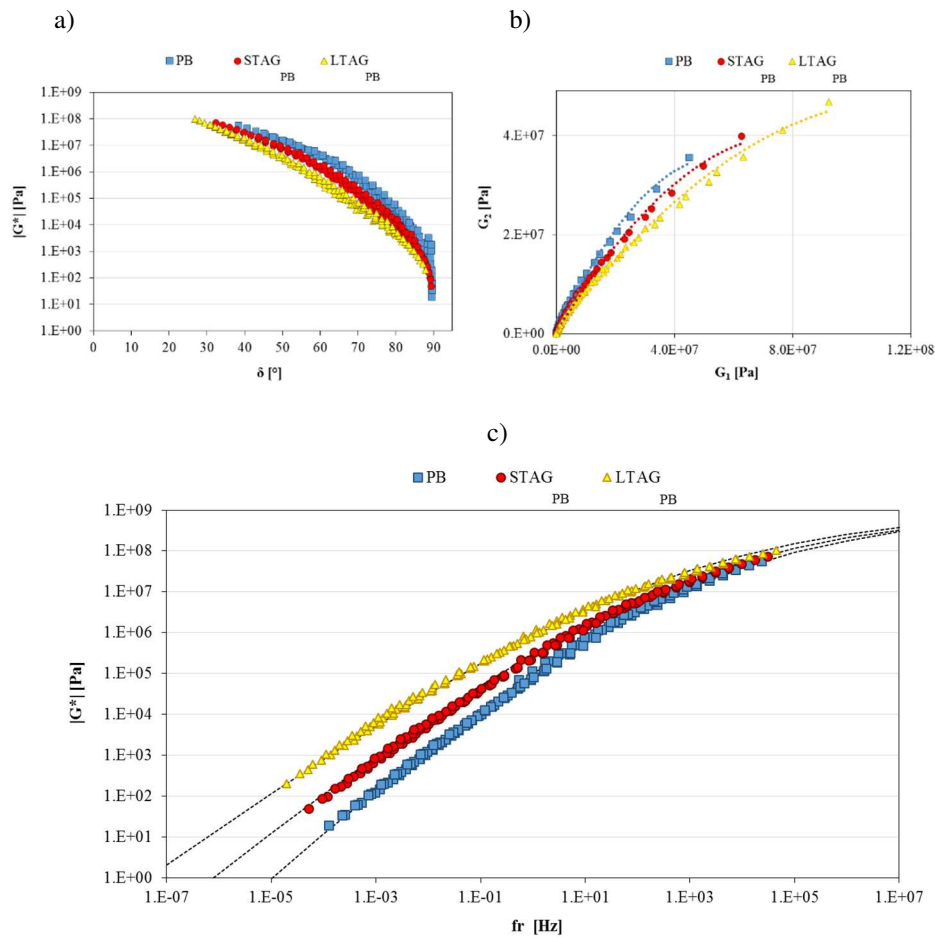 a)
PB STAG PB LTAG PB
1.E+09
1.E+08
1.E+07
1.E+06
1.E+05
1.E+04
1.E+03
1.E+02
1.E+01
1.E+00
|G*| [Pa]
0 10 20 30 40 50 60 70 80 90
δ [°]
b)
PB STAG PB LTAG PB
4.E+07
2.E+07
0.E+00
G₂ [Pa]
0.E+00 4.E+07 8.E+07 1.E+08
G₁ [Pa]
c)
PB STAG PB LTAG PB
1.E+09
1.E+08
1.E+07
1.E+06
1.E+05
1.E+04
1.E+03
1.E+02
1.E+01
1.E+00
|G*| [Pa]
1.E-07 1.E-05 1.E-03 1.E-01 1.E+01 1.E+03 1.E+05 1.E+07
fr [Hz]